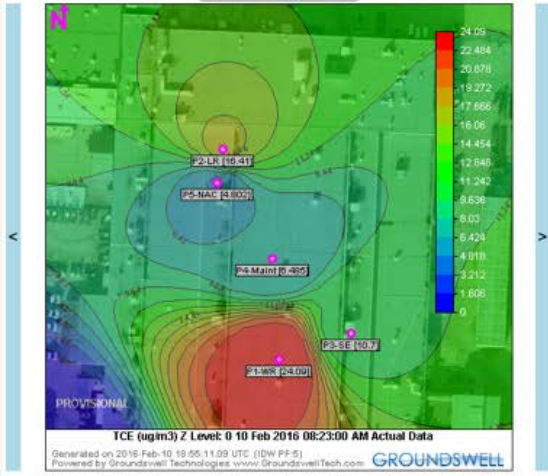 N
24.09
22.484
20.878
19.272
17.666
16.06
14.454
12.848
11.242
9.636
8.03
6.424
4.818
3.212
1.606
0
P2-LR [16.41]
P5-NAC [4.802]
P4-Maint [6.485]
P3-SE [10.7]
P1-WR [24.09]
PROVISIONAL
TCE (ug/m3) Z Level: 0 10 Feb 2016 08:23:00 AM Actual Data
Generated on 2016-Feb-10 18:55:11.09 UTC (IDW PF:5)
Powered by Groundswell Technologies www.GroundswellTech.com
GROUNDSWELL
<
>